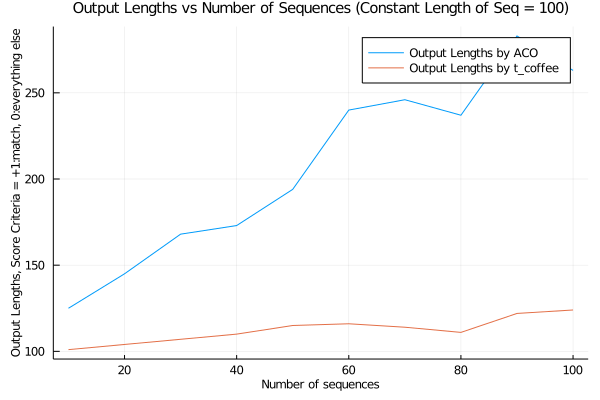 Output Lengths vs Number of Sequences (Constant Length of Seq = 100)
Output Lengths by ACO
Output Lengths by t_coffee
Output Lengths, Score Criteria = +1:match, 0:everything else
250
200
150
100
20
40
60
80
100
Number of sequences